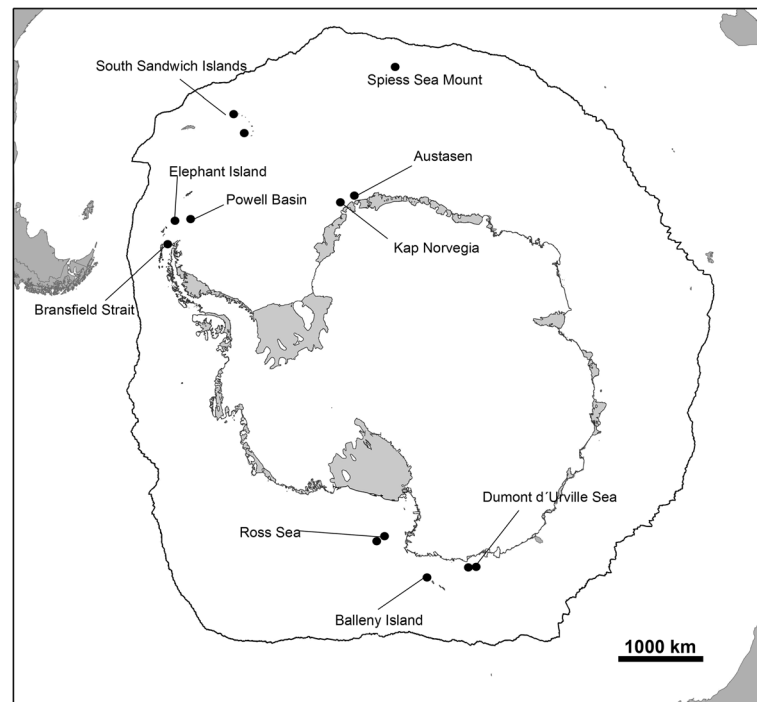 South Sandwich Islands
Spiess Sea Mount
Austasen
Elephant Island
Powell Basin
Kap Norvegia
Bransfield Strait
Dumont d´Urville Sea
Ross Sea
Balleny Island
1000 km